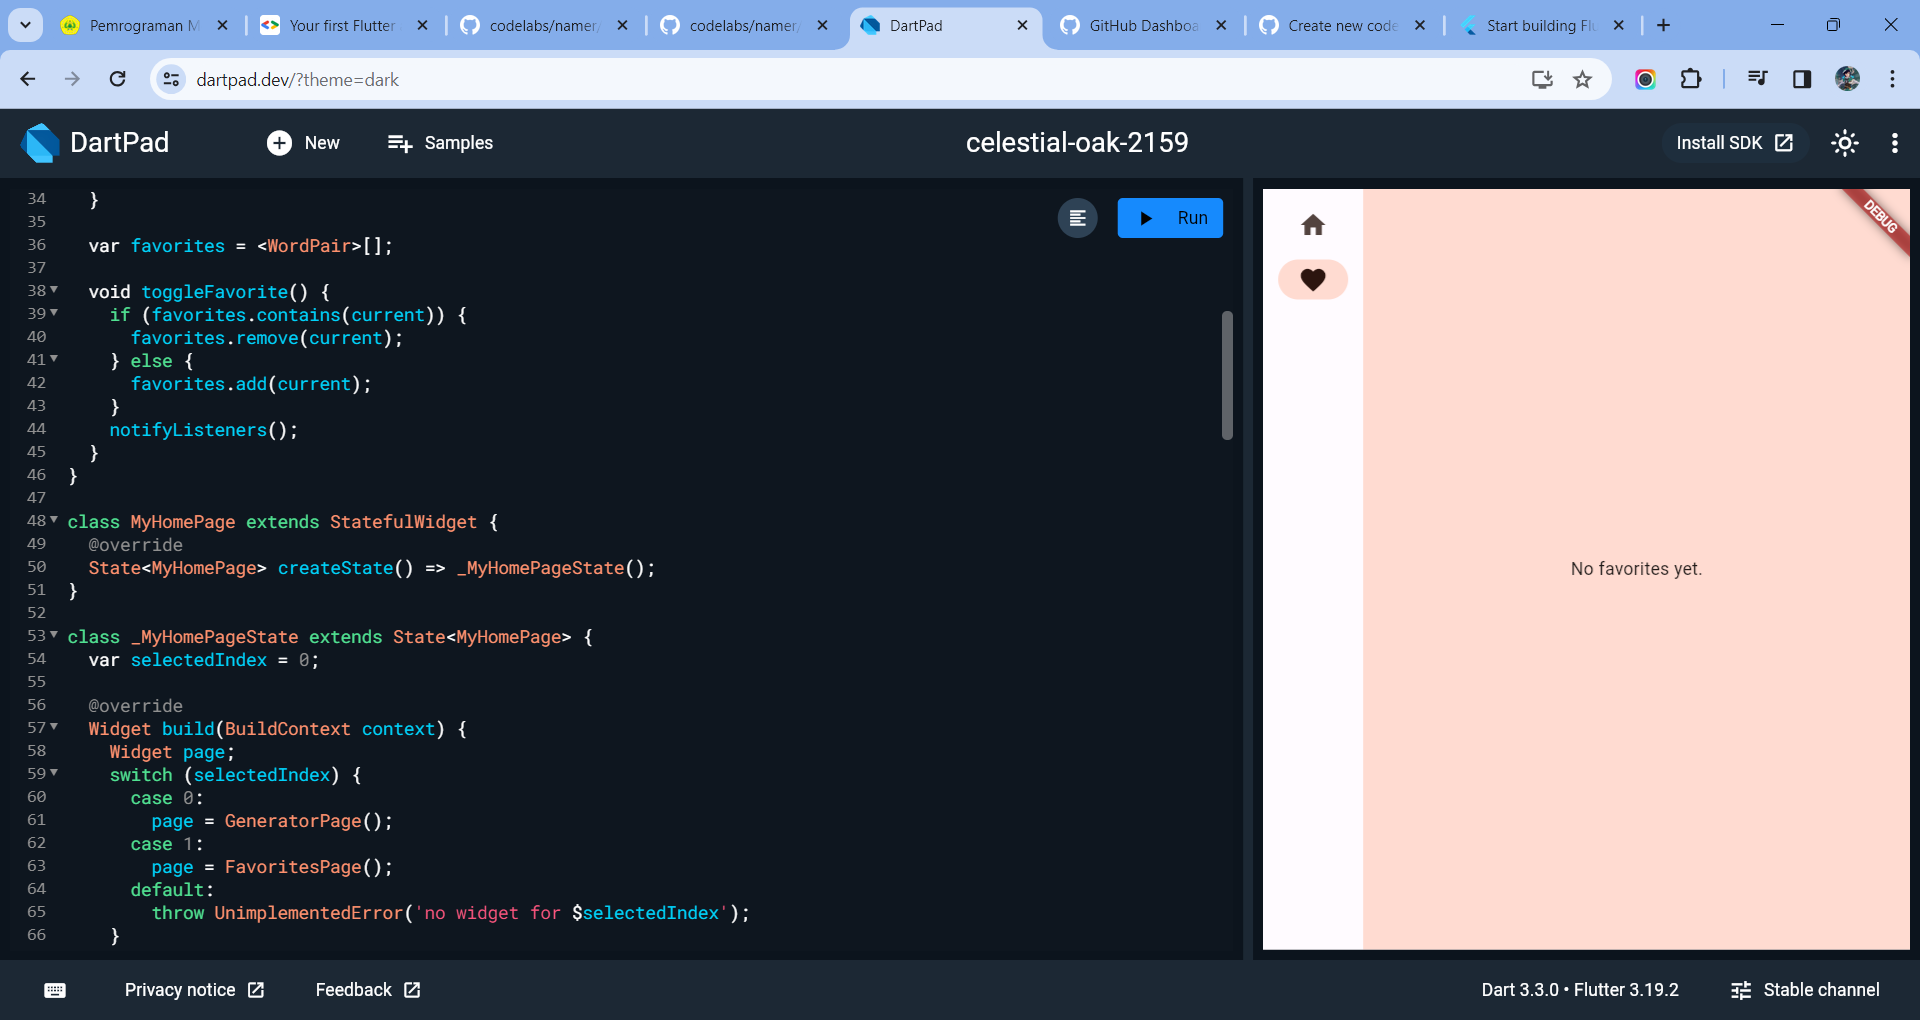 Pemrograman M
Your first Flutter
codelabs/namer/
codelabs/namer/
DartPad
GitHub Dashboa
Create new code
Start building Flu
dartpad.dev/?theme=dark
DartPad
New
Samples
celestial-oak-2159
Install SDK
34 }
35
36 var favorites = <WordPair>[];
37
38 void toggleFavorite() {
39 if (favorites.contains(current)) {
40 favorites.remove(current);
41 } else {
42 favorites.add(current);
43 }
44 notifyListeners();
45 }
46 }
47
48 class MyHomePage extends StatefulWidget {
49 @override
50 State<MyHomePage> createState() => _MyHomePageState();
51 }
52
53 class _MyHomePageState extends State<MyHomePage> {
54 var selectedIndex = 0;
55
56 @override
57 Widget build(BuildContext context) {
58 Widget page;
59 switch (selectedIndex) {
60 case 0:
61 page = GeneratorPage();
62 case 1:
63 page = FavoritesPage();
64 default:
65 throw UnimplementedError('no widget for $selectedIndex');
66 }
Run
DEBUG
No favorites yet.
Privacy notice
Feedback
Dart 3.3.0 • Flutter 3.19.2
Stable channel